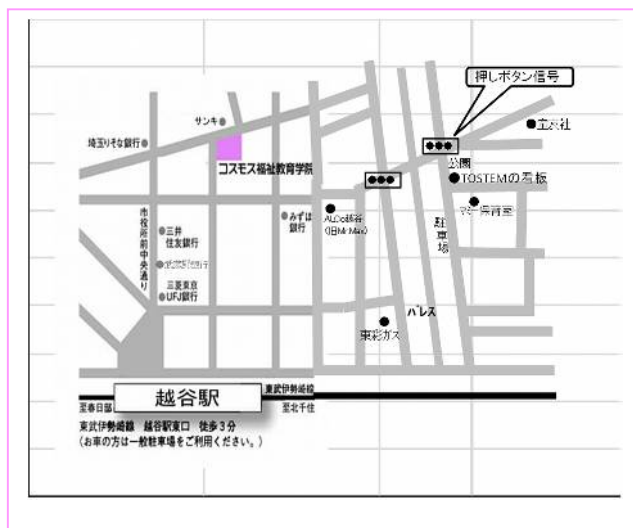 押しボタン信号
サンキ
埼玉りそな銀行
コスモス福祉教育学院
公園
TOSTEMの看板
保育室
市役所前中央通り
三井
住友銀行
みずほ
銀行
ALCo越谷
(旧Mr Max)
駐車場
三菱東京
UFJ銀行
パレス
東彩ガス
越谷駅
東武伊勢崎線
至春日部
至北千住
東武伊勢崎線 越谷駅東口 徒歩3分
(お車の方は一般駐車場をご利用ください。)